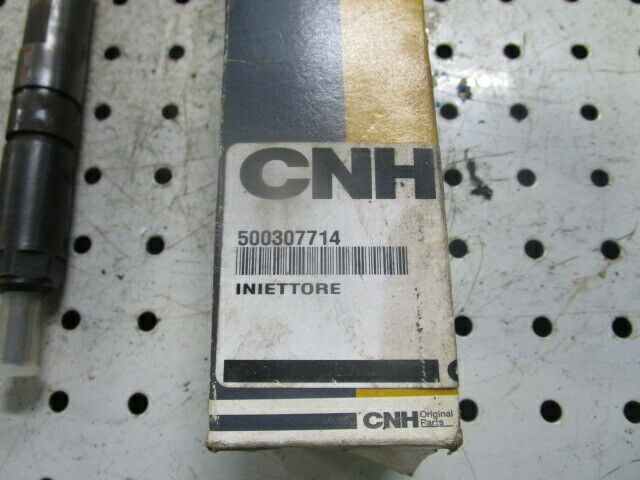 CNH
500307714
INIETTORE
CNH Original
Parts